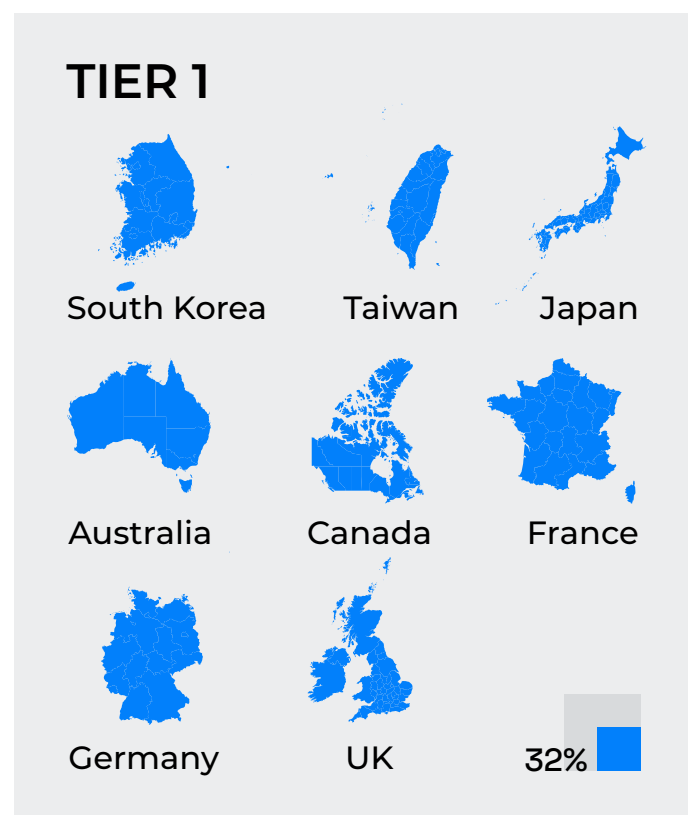 TIER 1
South Korea
Taiwan
Japan
Australia
Canada
France
Germany
UK
32%